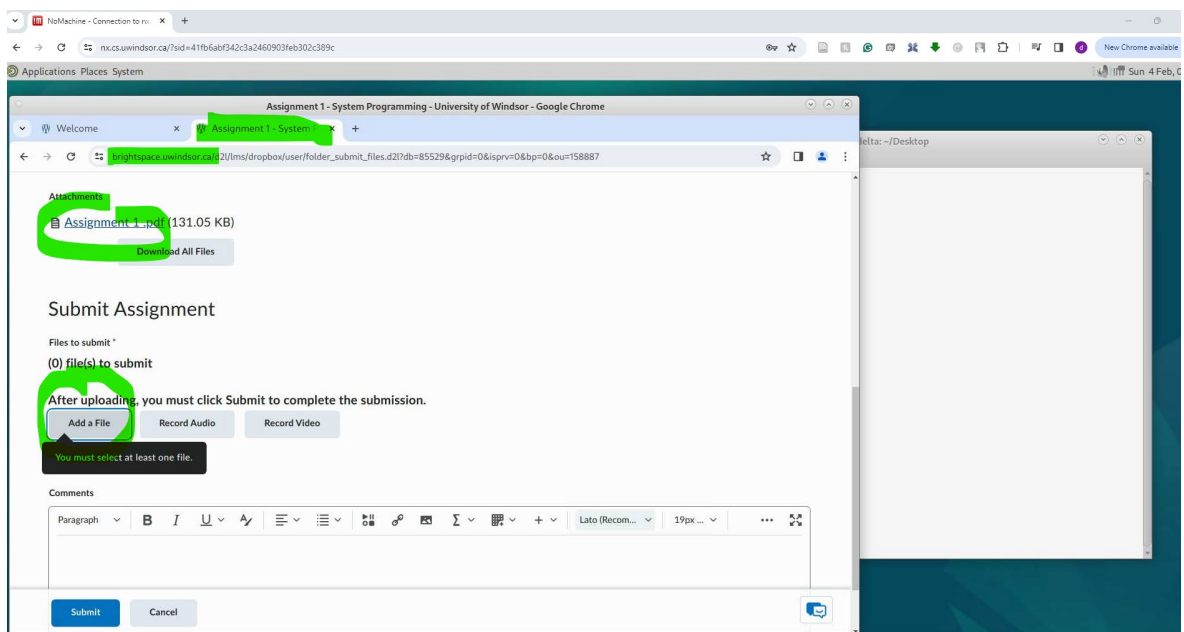 NoMachine - Connection to nx
nx.cs.uwindsor.ca/?sid=41fb6abf342c3a2460903feb302c389c
New Chrome available
Applications Places System
Sun 4 Feb, 0
Assignment 1 - System Programming - University of Windsor - Google Chrome
Welcome
Assignment 1 - System P
brightspace.uwindsor.ca/d2l/lms/dropbox/user/folder_submit_files.d2l?db=85529&grpid=0&isprv=0&bp=0&ou=158887
elta: ~/Desktop
Attachments
Assignment 1 .pdf (131.05 KB)
Download All Files
Submit Assignment
Files to submit *
(0) file(s) to submit
After uploading, you must click Submit to complete the submission.
Add a File Record Audio Record Video
You must select at least one file.
Comments
Paragraph B I U Lato (Recom... 19px ...
Submit Cancel